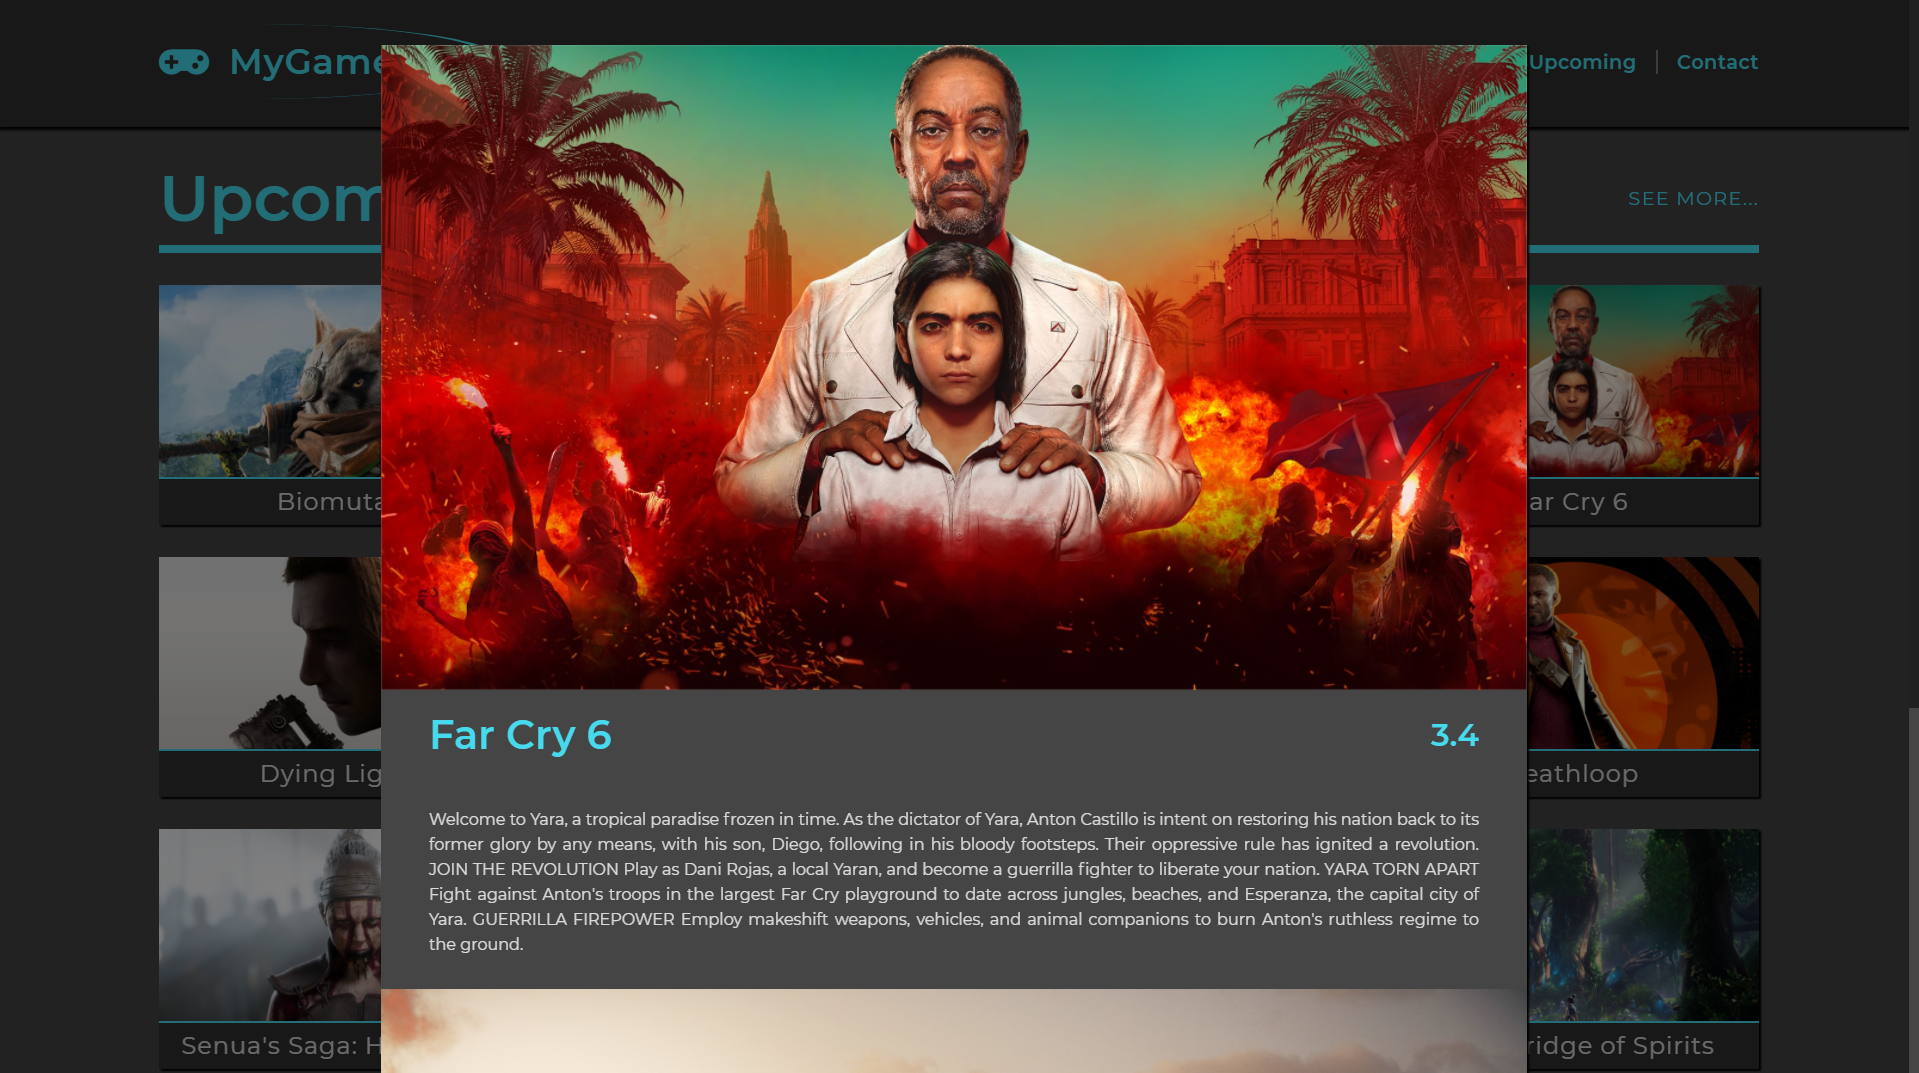 MyGame
Upcoming
Contact
Upcom
SEE MORE...
Biomuta
ar Cry 6
Dying Lig
eathloop
Senua's Saga: H
ridge of Spirits
Far Cry 6
3.4
Welcome to Yara, a tropical paradise frozen in time. As the dictator of Yara, Anton Castillo is intent on restoring his nation back to its
former glory by any means, with his son, Diego, following in his bloody footsteps. Their oppressive rule has ignited a revolution.
JOIN THE REVOLUTION Play as Dani Rojas, a local Yaran, and become a guerrilla fighter to liberate your nation. YARA TORN APART
Fight against Anton's troops in the largest Far Cry playground to date across jungles, beaches, and Esperanza, the capital city of
Yara. GUERRILLA FIREPOWER Employ makeshift weapons, vehicles, and animal companions to burn Anton's ruthless regime to
the ground.